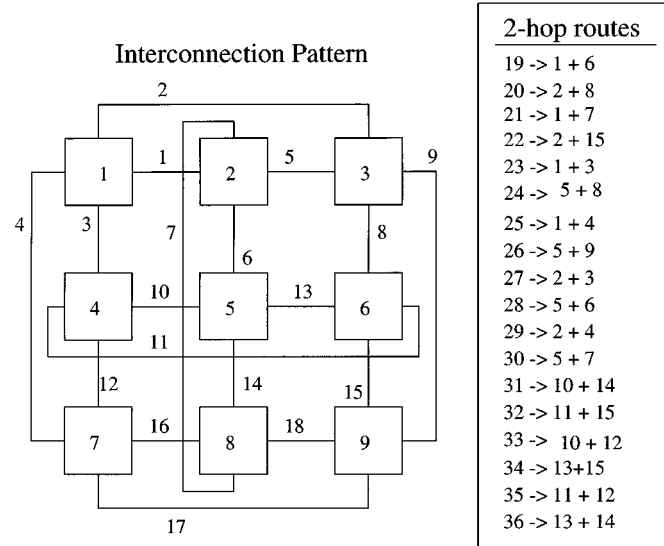 Interconnection Pattern
2
1
1
2
5
3
9
4
3
7
6
8
4
10
5
13
6
11
12
14
15
7
16
8
18
9
17
2-hop routes
19 -> 1 + 6
20 -> 2 + 8
21 -> 1 + 7
22 -> 2 + 15
23 -> 1 + 3
24 -> 5 + 8
25 -> 1 + 4
26 -> 5 + 9
27 -> 2 + 3
28 -> 5 + 6
29 -> 2 + 4
30 -> 5 + 7
31 -> 10 + 14
32 -> 11 + 15
33 -> 10 + 12
34 -> 13+15
35 -> 11 + 12
36 -> 13 + 14